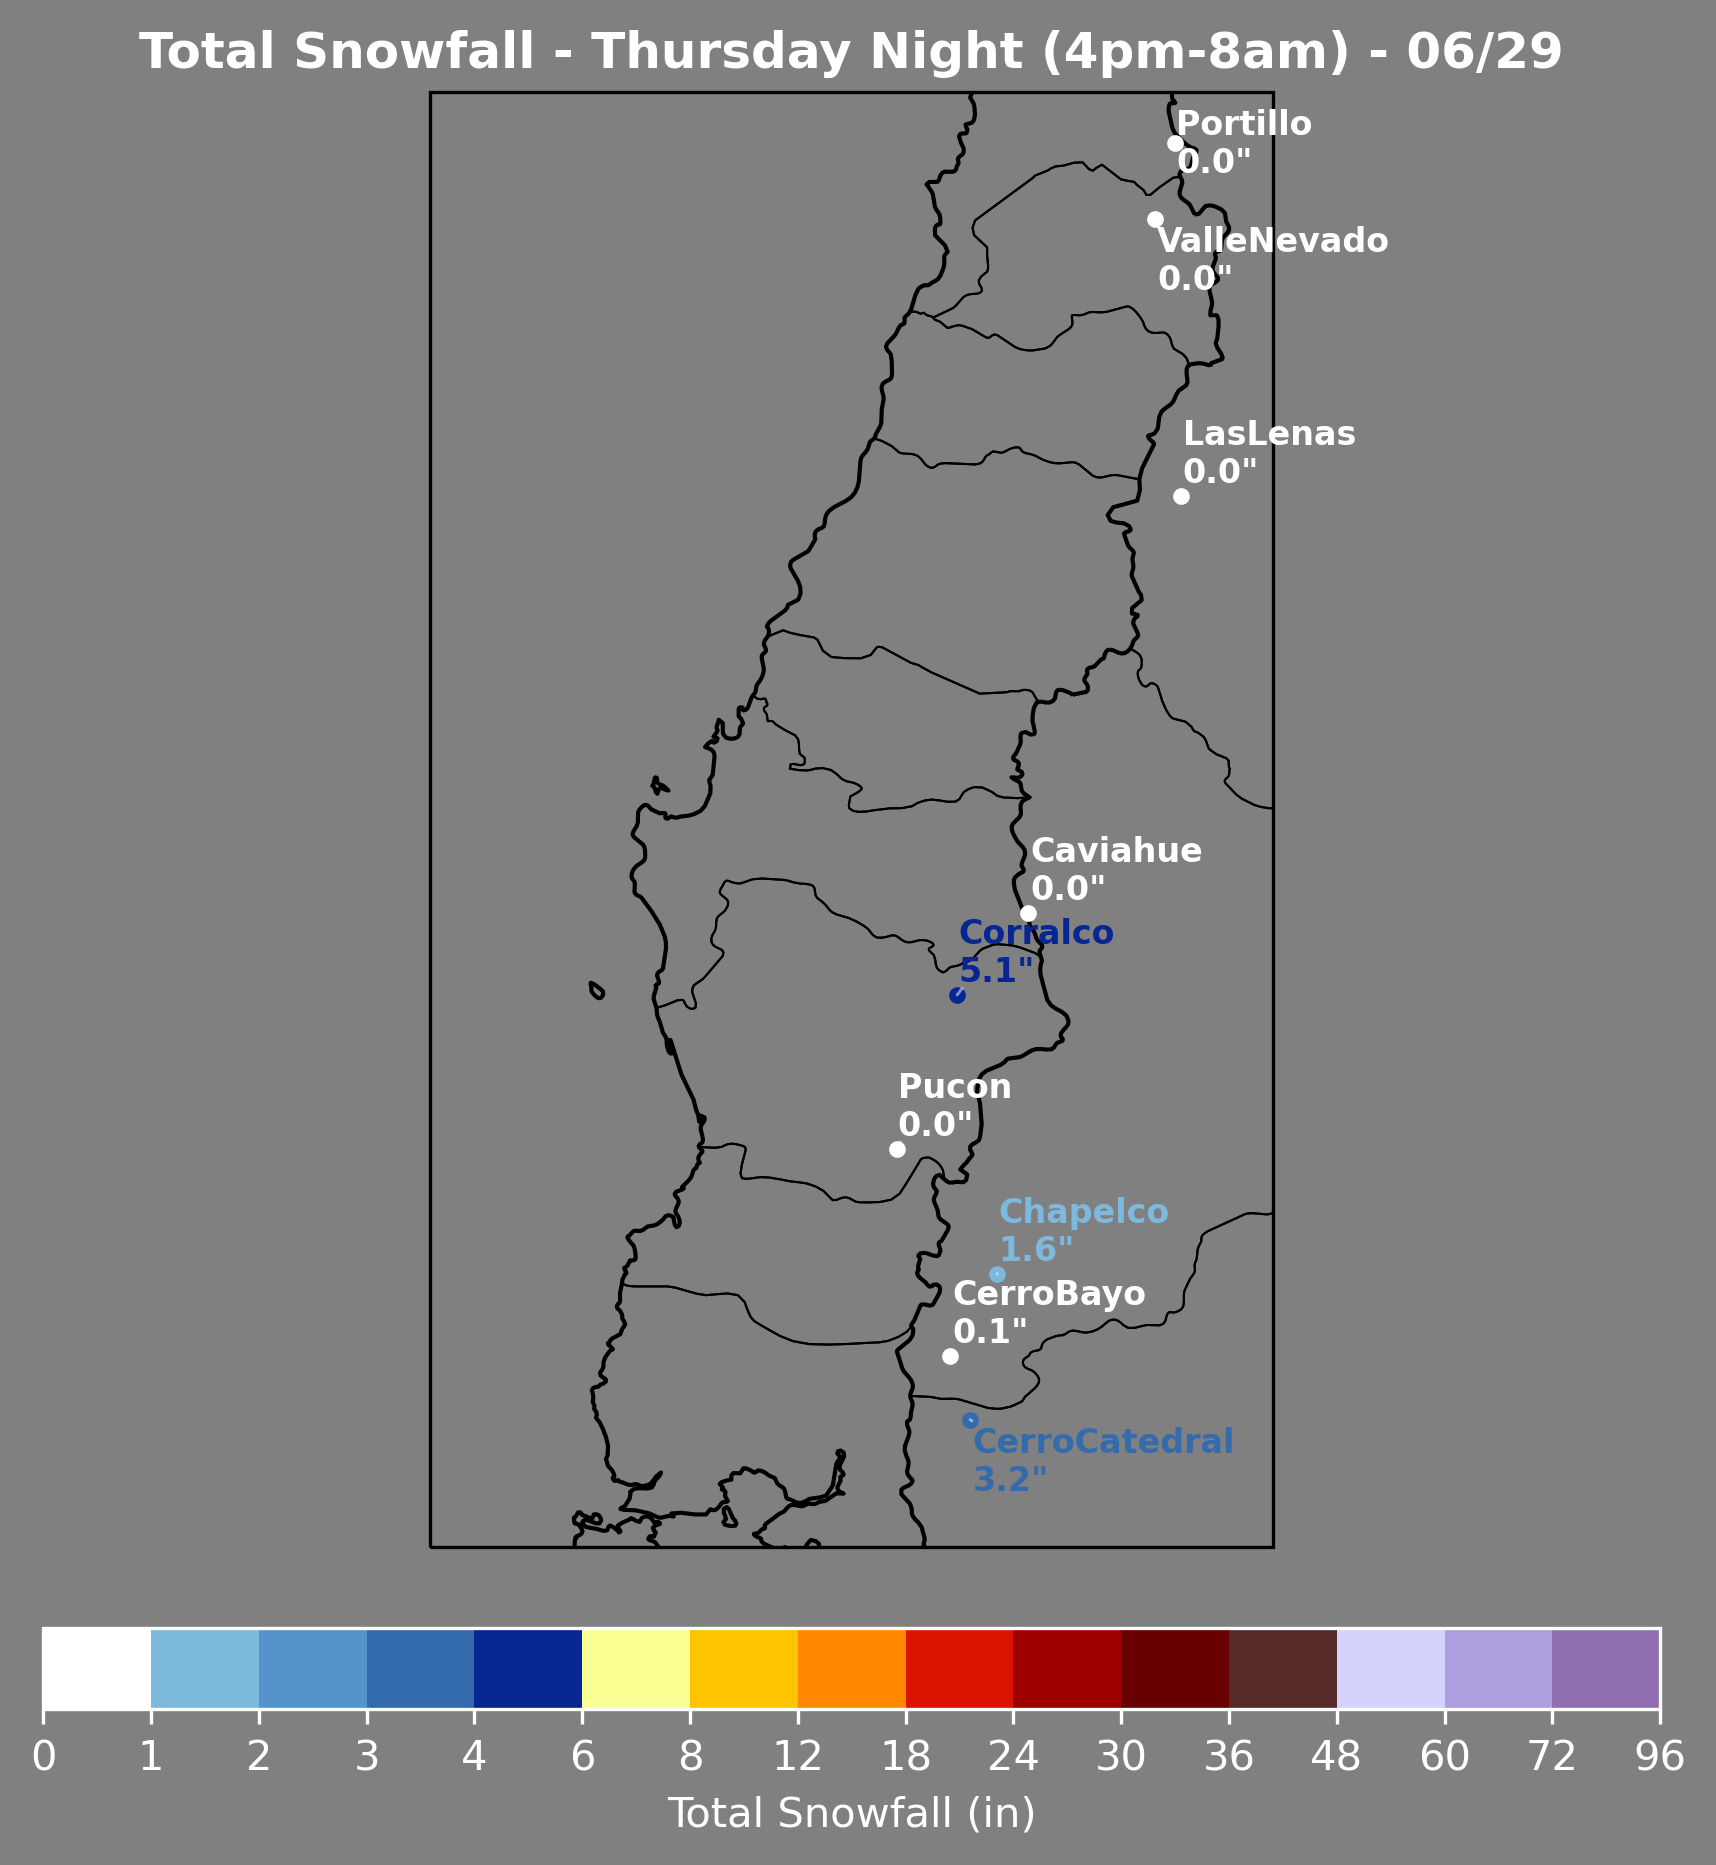 Total Snowfall - Thursday Night (4pm-8am) - 06/29
Portillo
0.0"
ValleNevado
0.0"
LasLenas
0.0"
Caviahue
0.0"
Corralco
5.1"
Pucon
0.0"
Chapelco
1.6"
CerroBayo
0.1"
CerroCatedral
3.2"
0 1 2 3 4 6 8 12 18 24 30 36 48 60 72 96
Total Snowfall (in)